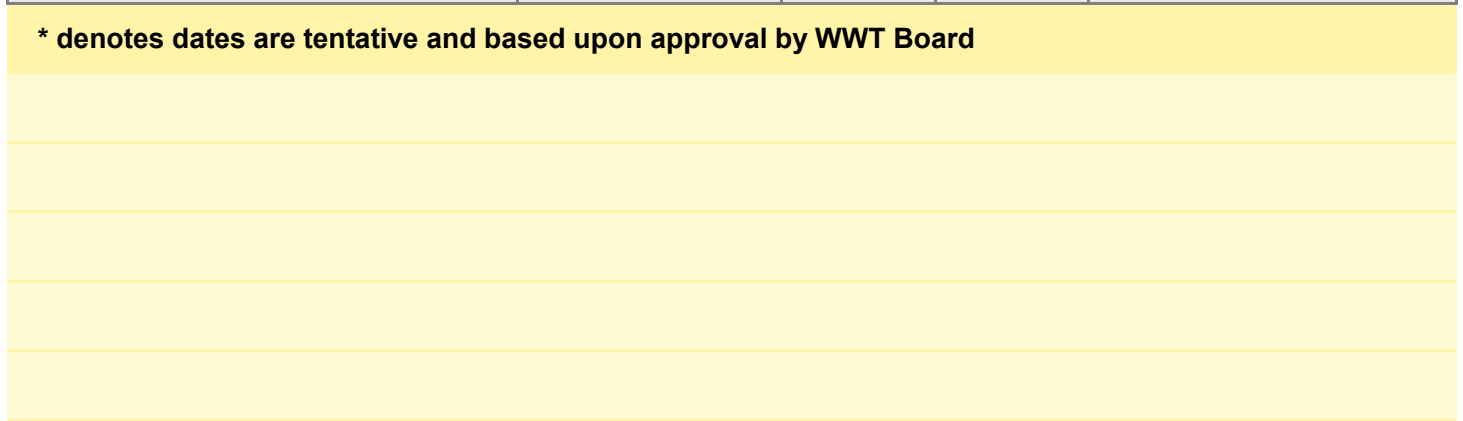 * denotes dates are tentative and based upon approval by WWT Board